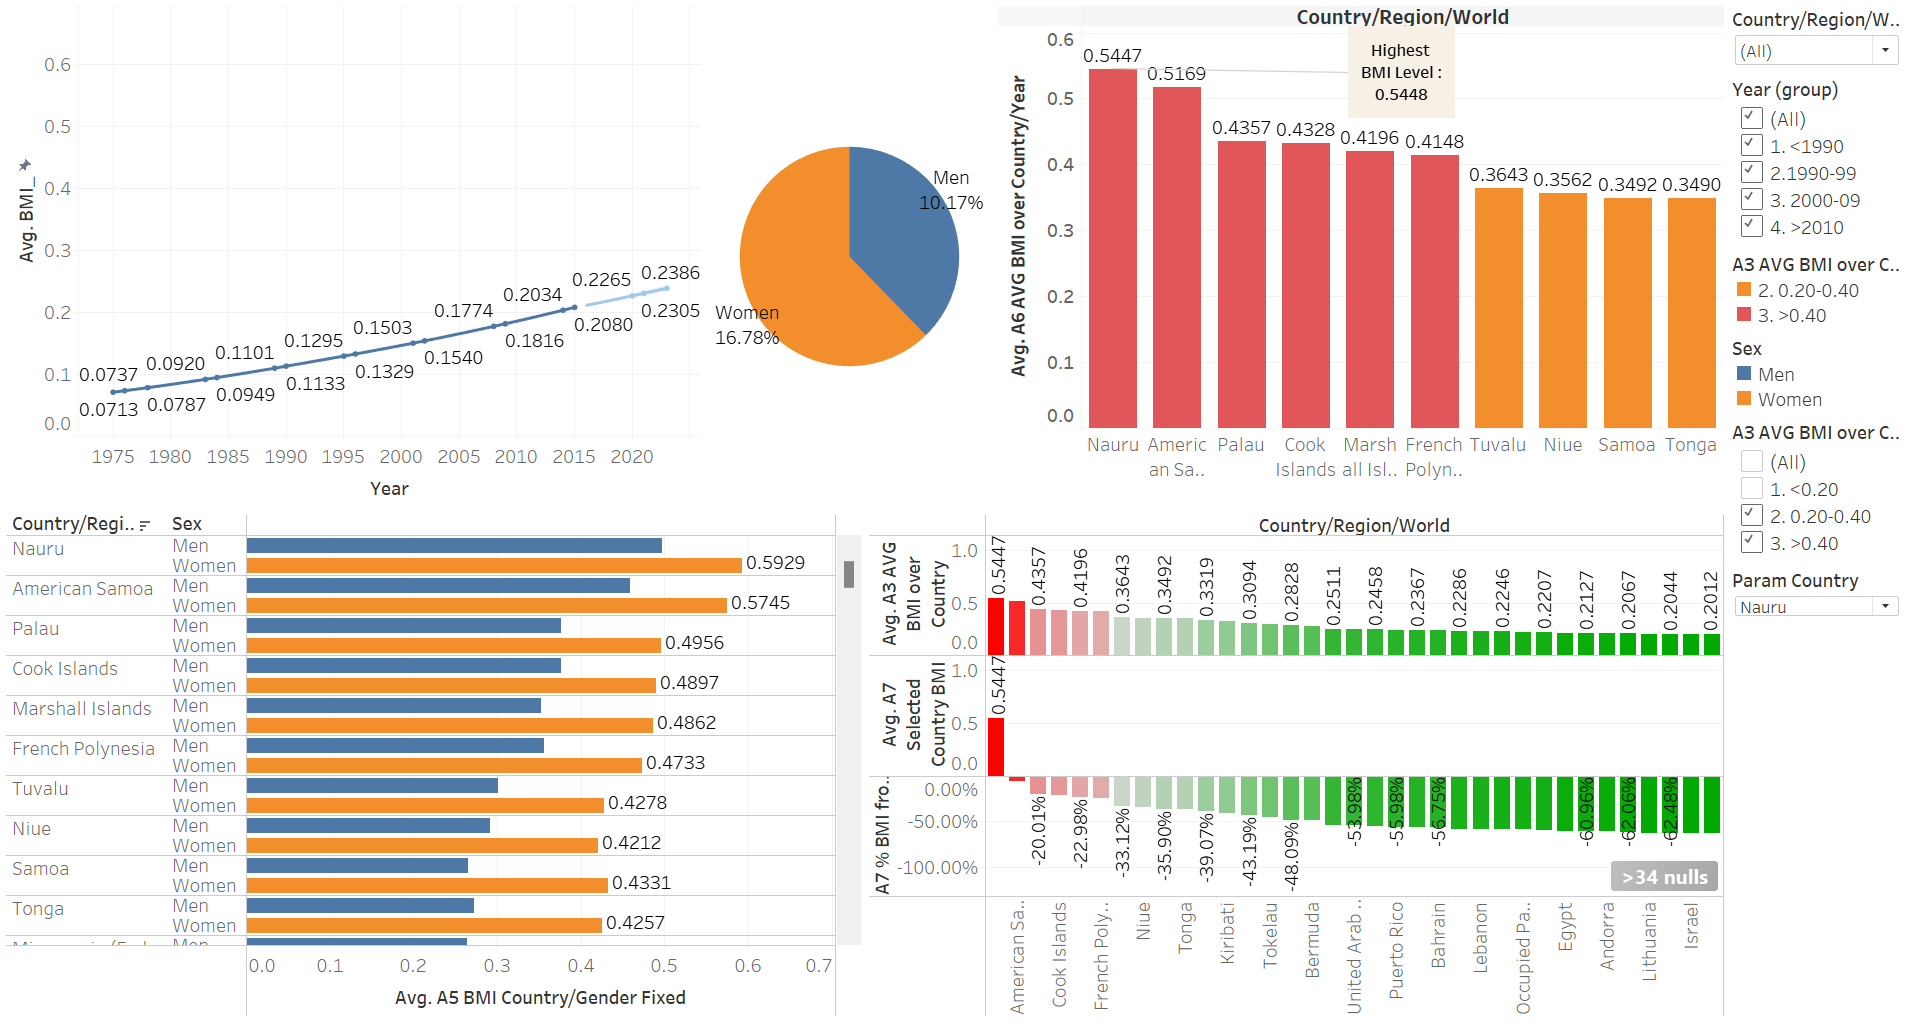 0.6
0.5
0.4
0.3
0.2
0.1
0.0
Avg. BMI_
0.0737
0.0920
0.1101
0.1295
0.1503
0.1774
0.2034
0.2265
0.2386
0.0713
0.0787
0.0949
0.1133
0.1329
0.1540
0.1816
0.2080
0.2305
1975 1980 1985 1990 1995 2000 2005 2010 2015 2020
Year
Men
10.17%
Women
16.78%
Country/Region/World
Highest
BMI Level :
0.5448
Avg. A6 AVG BMI over Country/Year
0.6
0.5
0.4
0.3
0.2
0.1
0.0
0.5447
0.5169
0.4357
0.4328
0.4196
0.4148
0.3643
0.3562
0.3492
0.3490
Nauru
Americ
an Sa..
Palau
Cook
Islands
Marsh
all Isl..
French
Polyn..
Tuvalu
Niue
Samoa
Tonga
Country/Region/W..
(All)
Year (group)
(All)
1. <1990
2.1990-99
3. 2000-09
4. >2010
A3 AVG BMI over C..
2. 0.20-0.40
3. >0.40
Sex
Men
Women
A3 AVG BMI over C..
(All)
1. <0.20
2. 0.20-0.40
3. >0.40
Param Country
Nauru
Country/Regi.. Sex
Nauru Men
Women 0.5929
American Samoa Men
Women 0.5745
Palau Men
Women 0.4956
Cook Islands Men
Women 0.4897
Marshall Islands Men
Women 0.4862
French Polynesia Men
Women 0.4733
Tuvalu Men
Women 0.4278
Niue Men
Women 0.4212
Samoa Men
Women 0.4331
Tonga Men
Women 0.4257
Men
0.0 0.1 0.2 0.3 0.4 0.5 0.6 0.7
Avg. A5 BMI Country/Gender Fixed
Country/Region/World
Avg. A3 AVG
BMI over
Country
1.0
0.5
0.0
0.5447
0.4357
0.4196
0.3643
0.3492
0.3319
0.3094
0.2828
0.2511
0.2458
0.2367
0.2286
0.2246
0.2207
0.2127
0.2067
0.2044
0.2012
Avg. A7
Selected
Country BMI
1.0
0.5
0.0
0.5447
A7 % BMI fro..
0.00%
-50.00%
-100.00%
-20.01%
-22.98%
-33.12%
-35.90%
-39.07%
-43.19%
-48.09%
-53.98%
-55.98%
-56.75%
-60.96%
-62.06%
-62.48%
>34 nulls
American Sa..
Cook Islands
French Poly..
Niue
Tonga
Kiribati
Tokelau
Bermuda
United Arab ..
Puerto Rico
Bahrain
Lebanon
Occupied Pa..
Egypt
Andorra
Lithuania
Israel